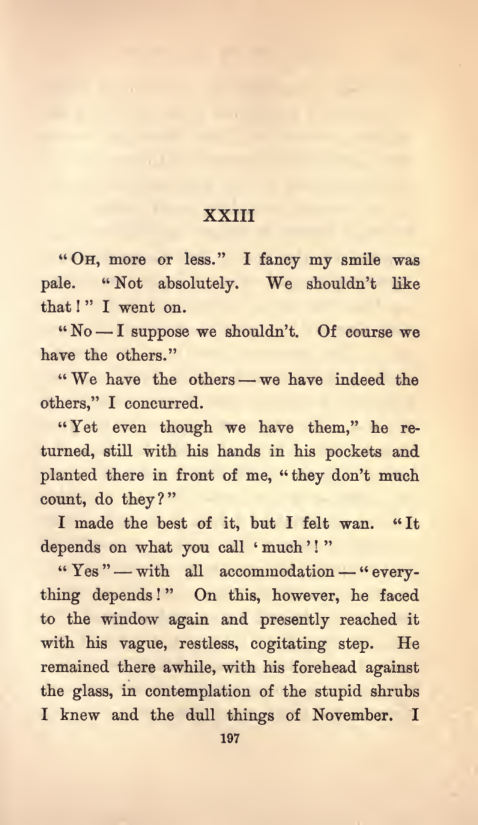 XXIII
“OH, more or less.” I fancy my smile was
pale. “Not absolutely. We shouldn’t like
that!” I went on.
“No — I suppose we shouldn’t. Of course we
have the others.”
“We have the others — we have indeed the
others,” I concurred.
“Yet even though we have them,” he re-
turned, still with his hands in his pockets and
planted there in front of me, “they don’t much
count, do they?”
I made the best of it, but I felt wan. “It
depends on what you call ‘much’!”
“Yes” — with all accommodation — “every-
thing depends!” On this, however, he faced
to the window again and presently reached it
with his vague, restless, cogitating step. He
remained there awhile, with his forehead against
the glass, in contemplation of the stupid shrubs
I knew and the dull things of November. I
197